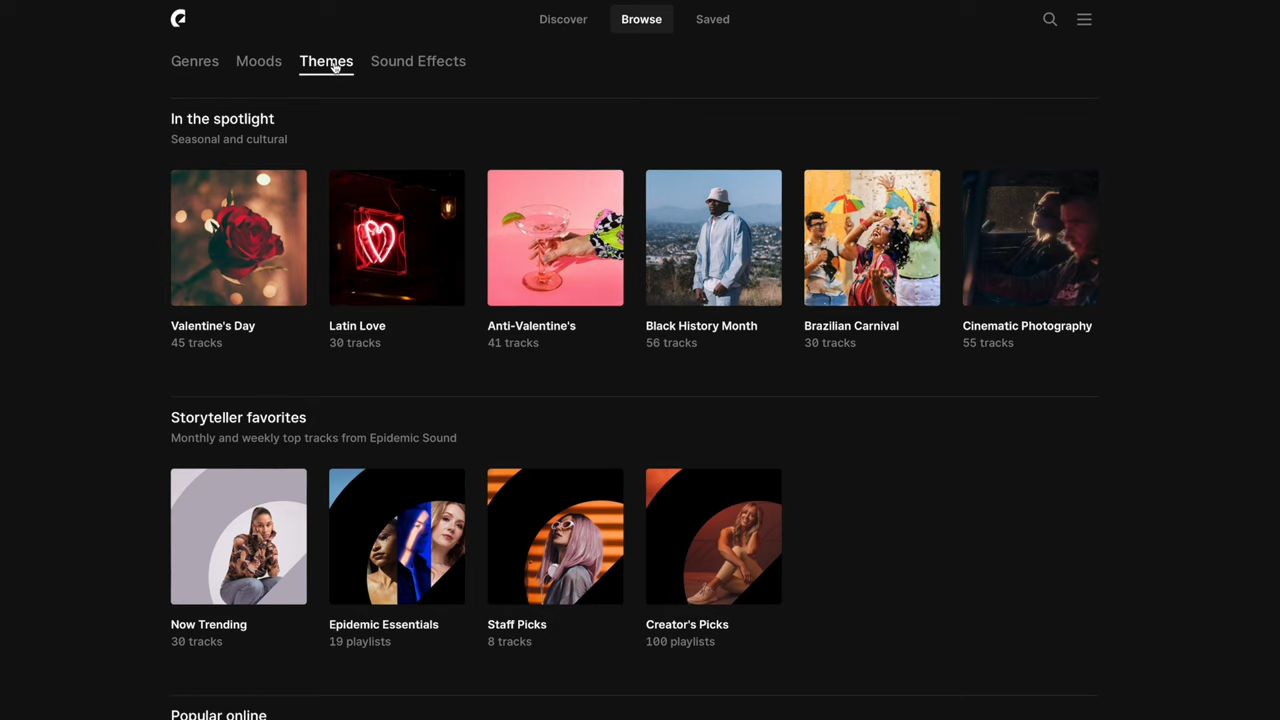 Discover Browse Saved
Genres Moods Themes Sound Effects
In the spotlight
Seasonal and cultural
Valentine's Day Latin Love Anti-Valentine's Black History Month Brazilian Carnival Cinematic Photography
45 tracks 30 tracks 41 tracks 56 tracks 30 tracks 55 tracks
Storyteller favorites
Monthly and weekly top tracks from Epidemic Sound
Now Trending Epidemic Essentials Staff Picks Creator's Picks
30 tracks 19 playlists 8 tracks 100 playlists
Popular online